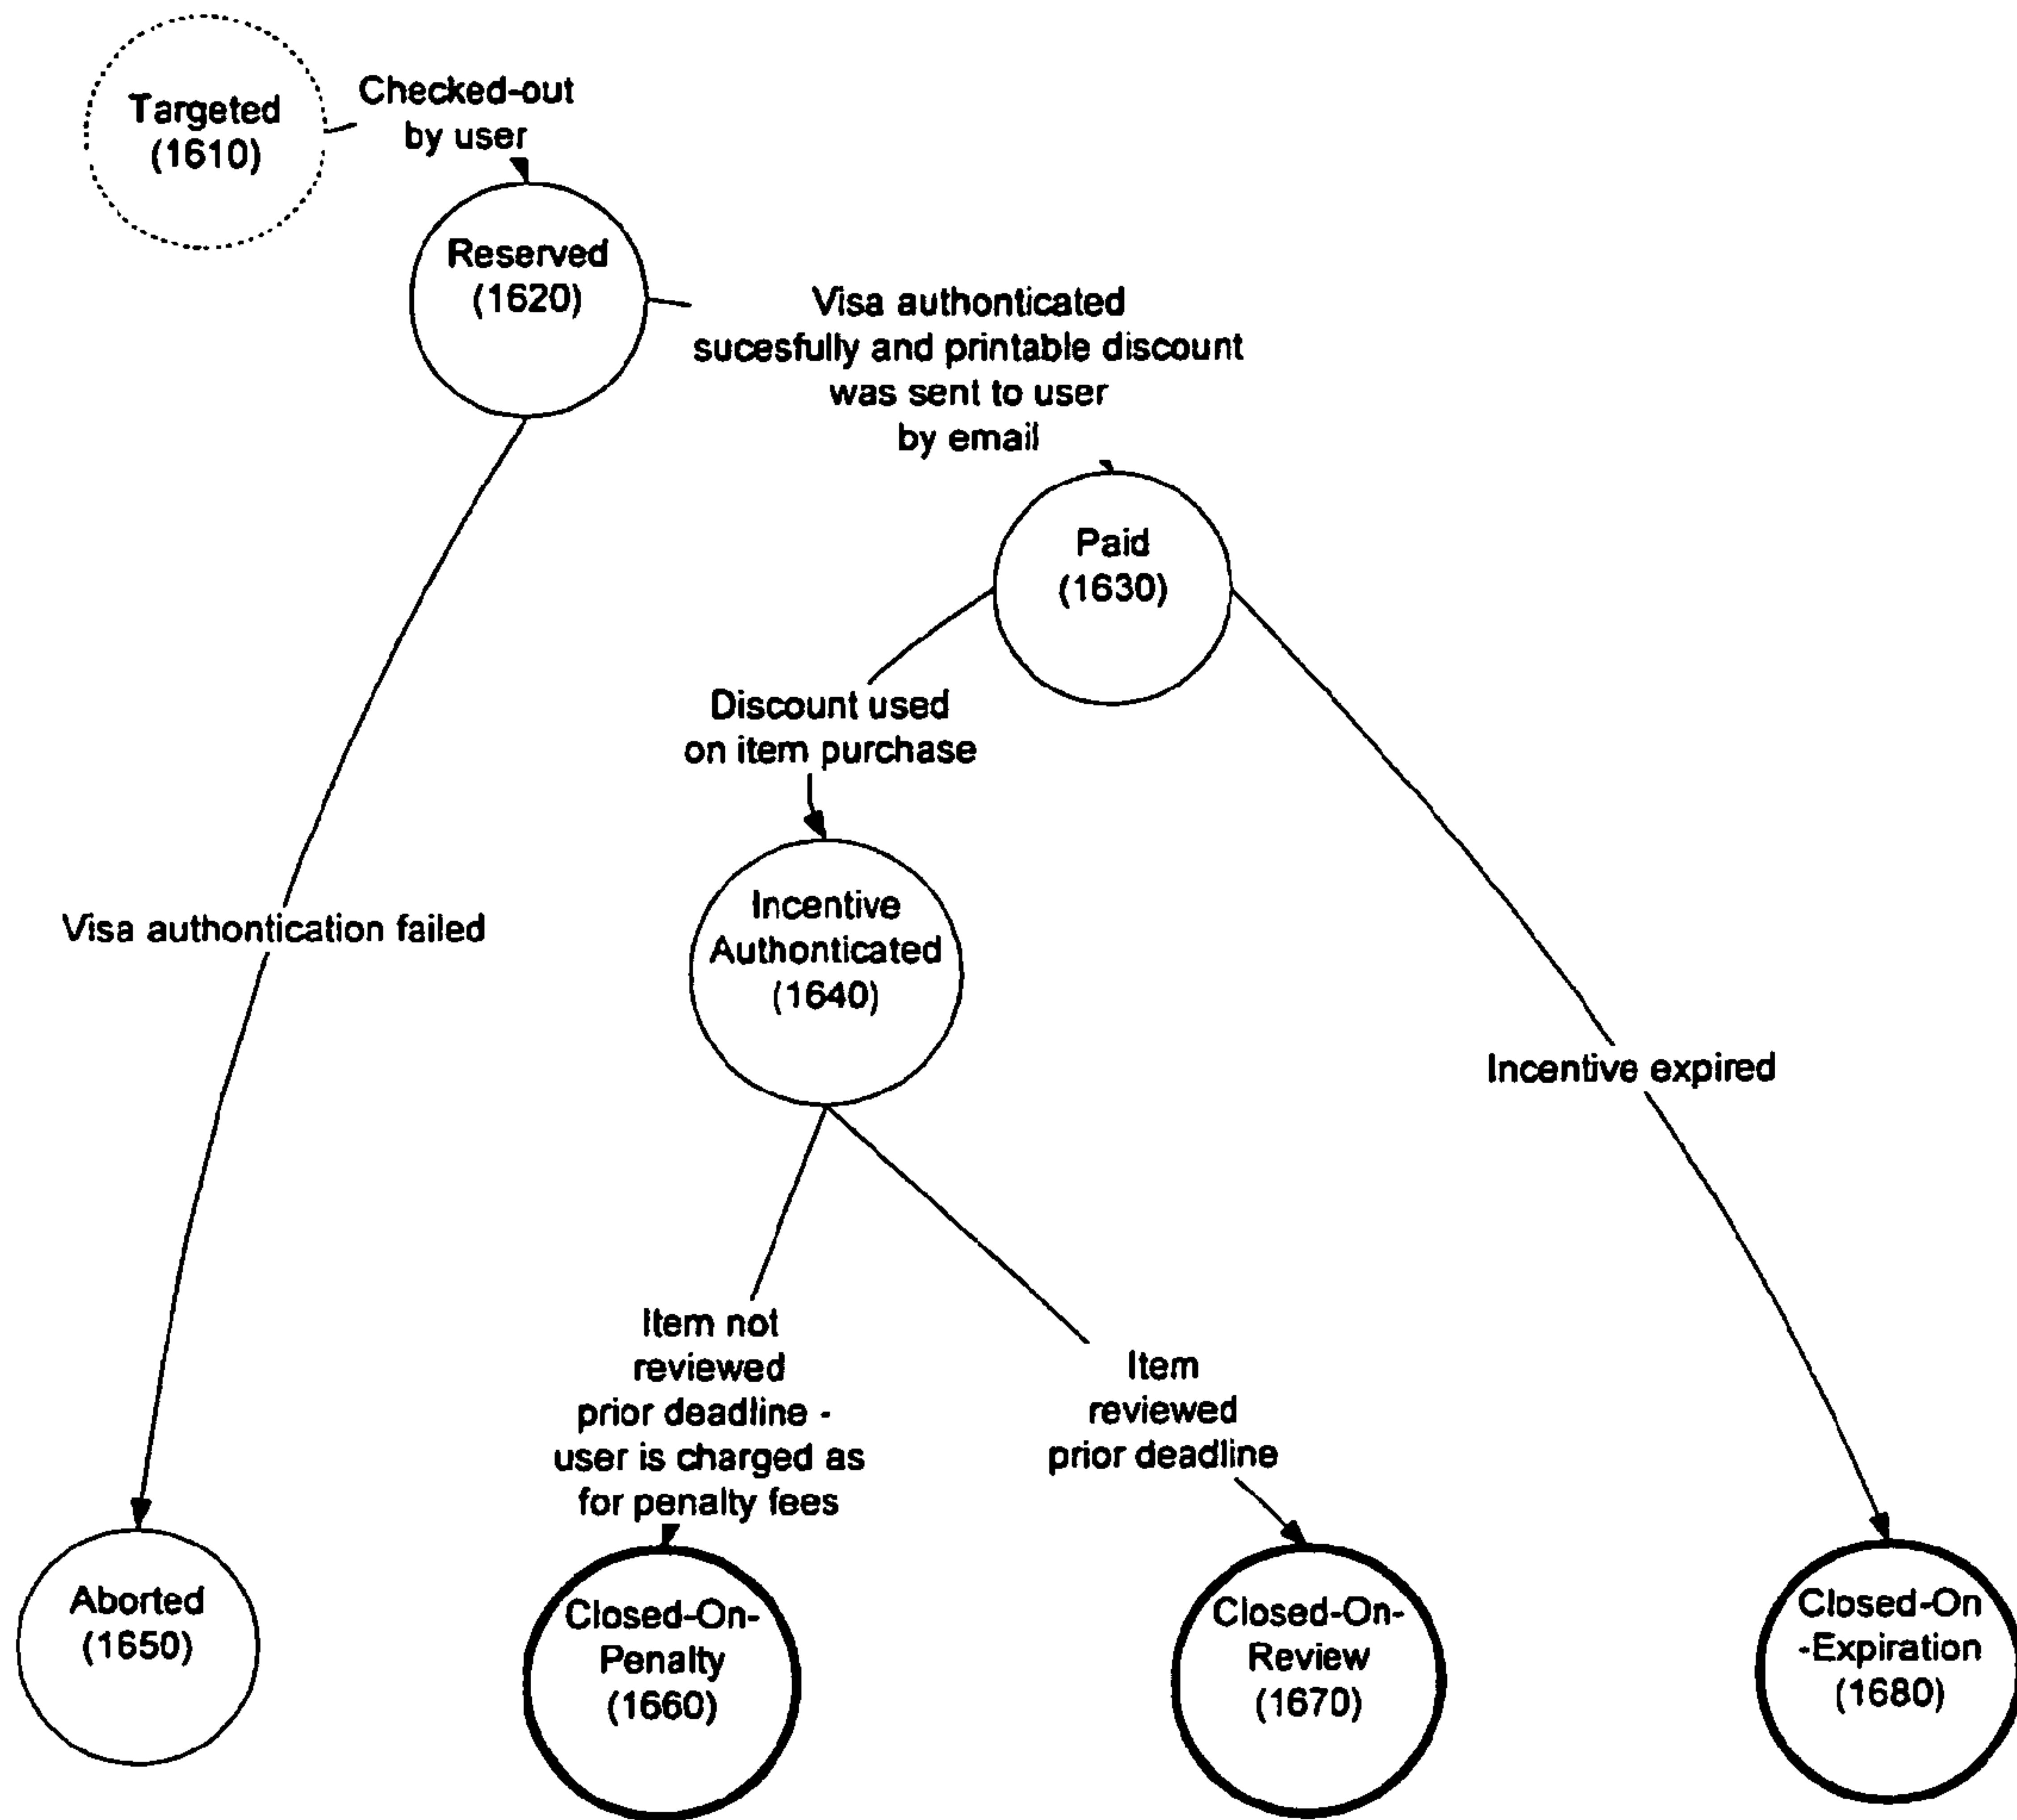 Targeted
(1610)
Checked-out
by user
Reserved
(1620)
Visa authonticated
sucesfully and printable discount
was sent to user
by email
Paid
(1630)
Discount used
on item purchase
Incentive
Authonticated
(1640)
Visa authontication failed
Incentive expired
Item not
reviewed
prior deadline -
user is charged as
for penalty fees
Item
reviewed
prior deadline
Aborted
(1650)
Closed-On-
Penalty
(1660)
Closed-On-
Review
(1670)
Closed-On
-Expiration
(1680)